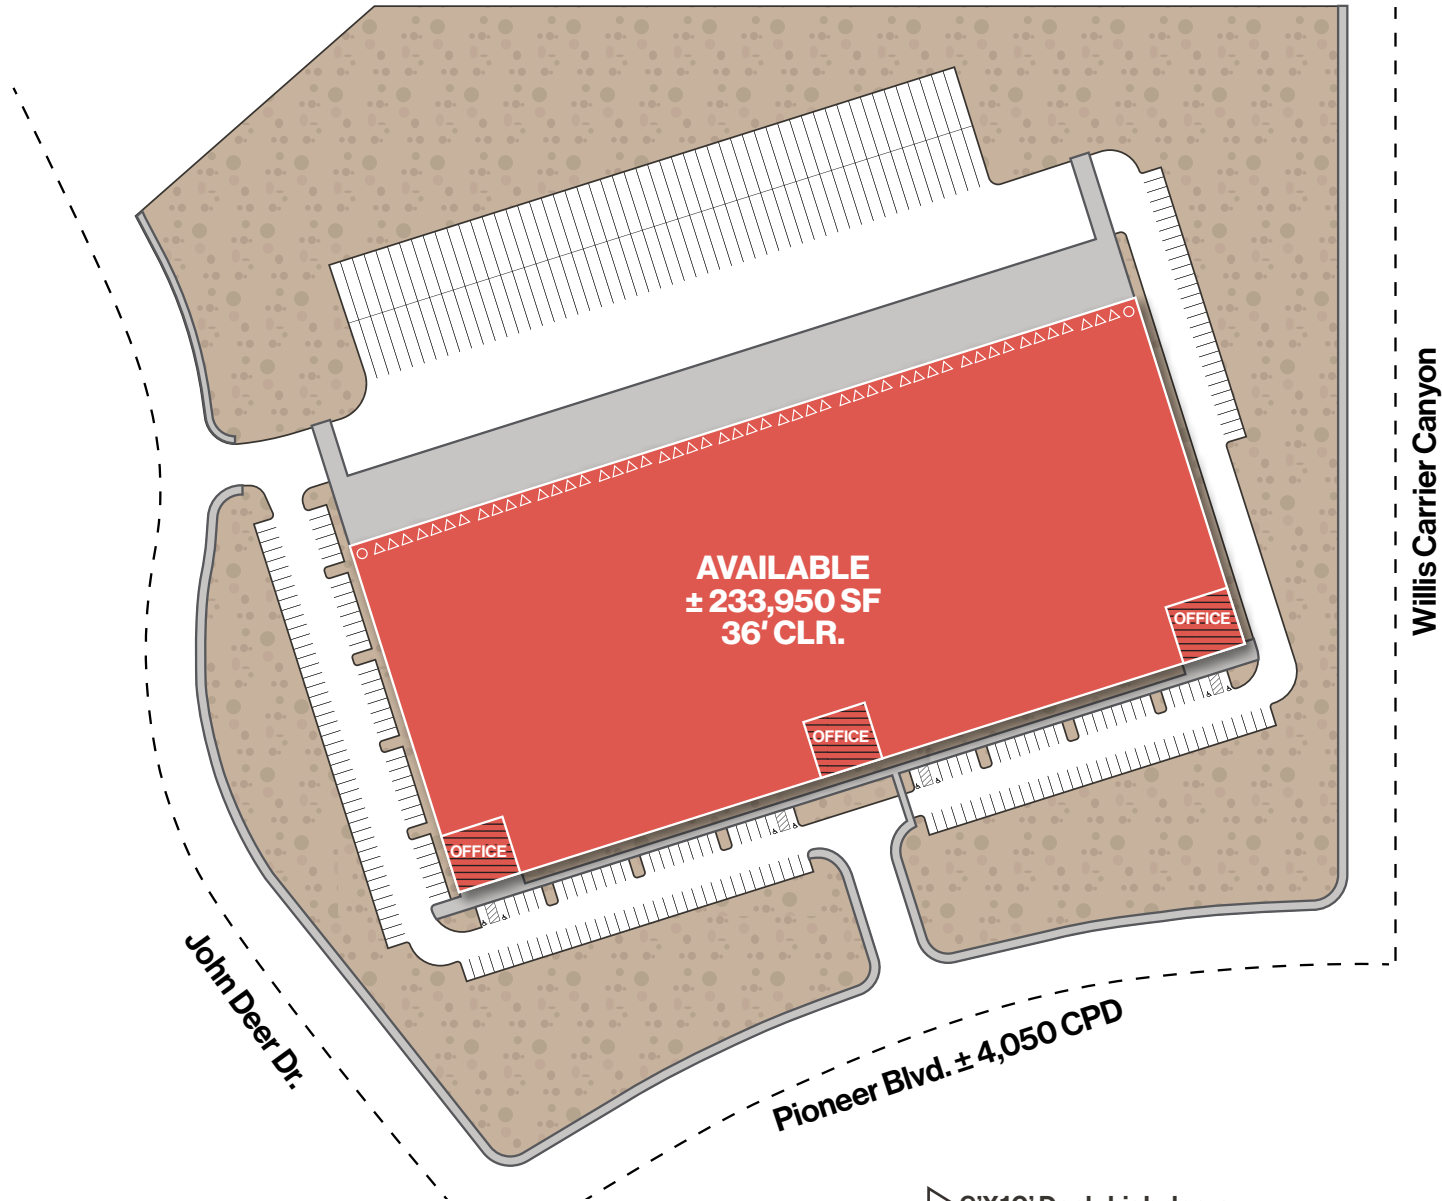 AVAILABLE
± 233,950 SF
36' CLR.
OFFICE
OFFICE
OFFICE
Willis Carrier Canyon
John Deer Dr.
Pioneer Blvd. ± 4,050 CPD